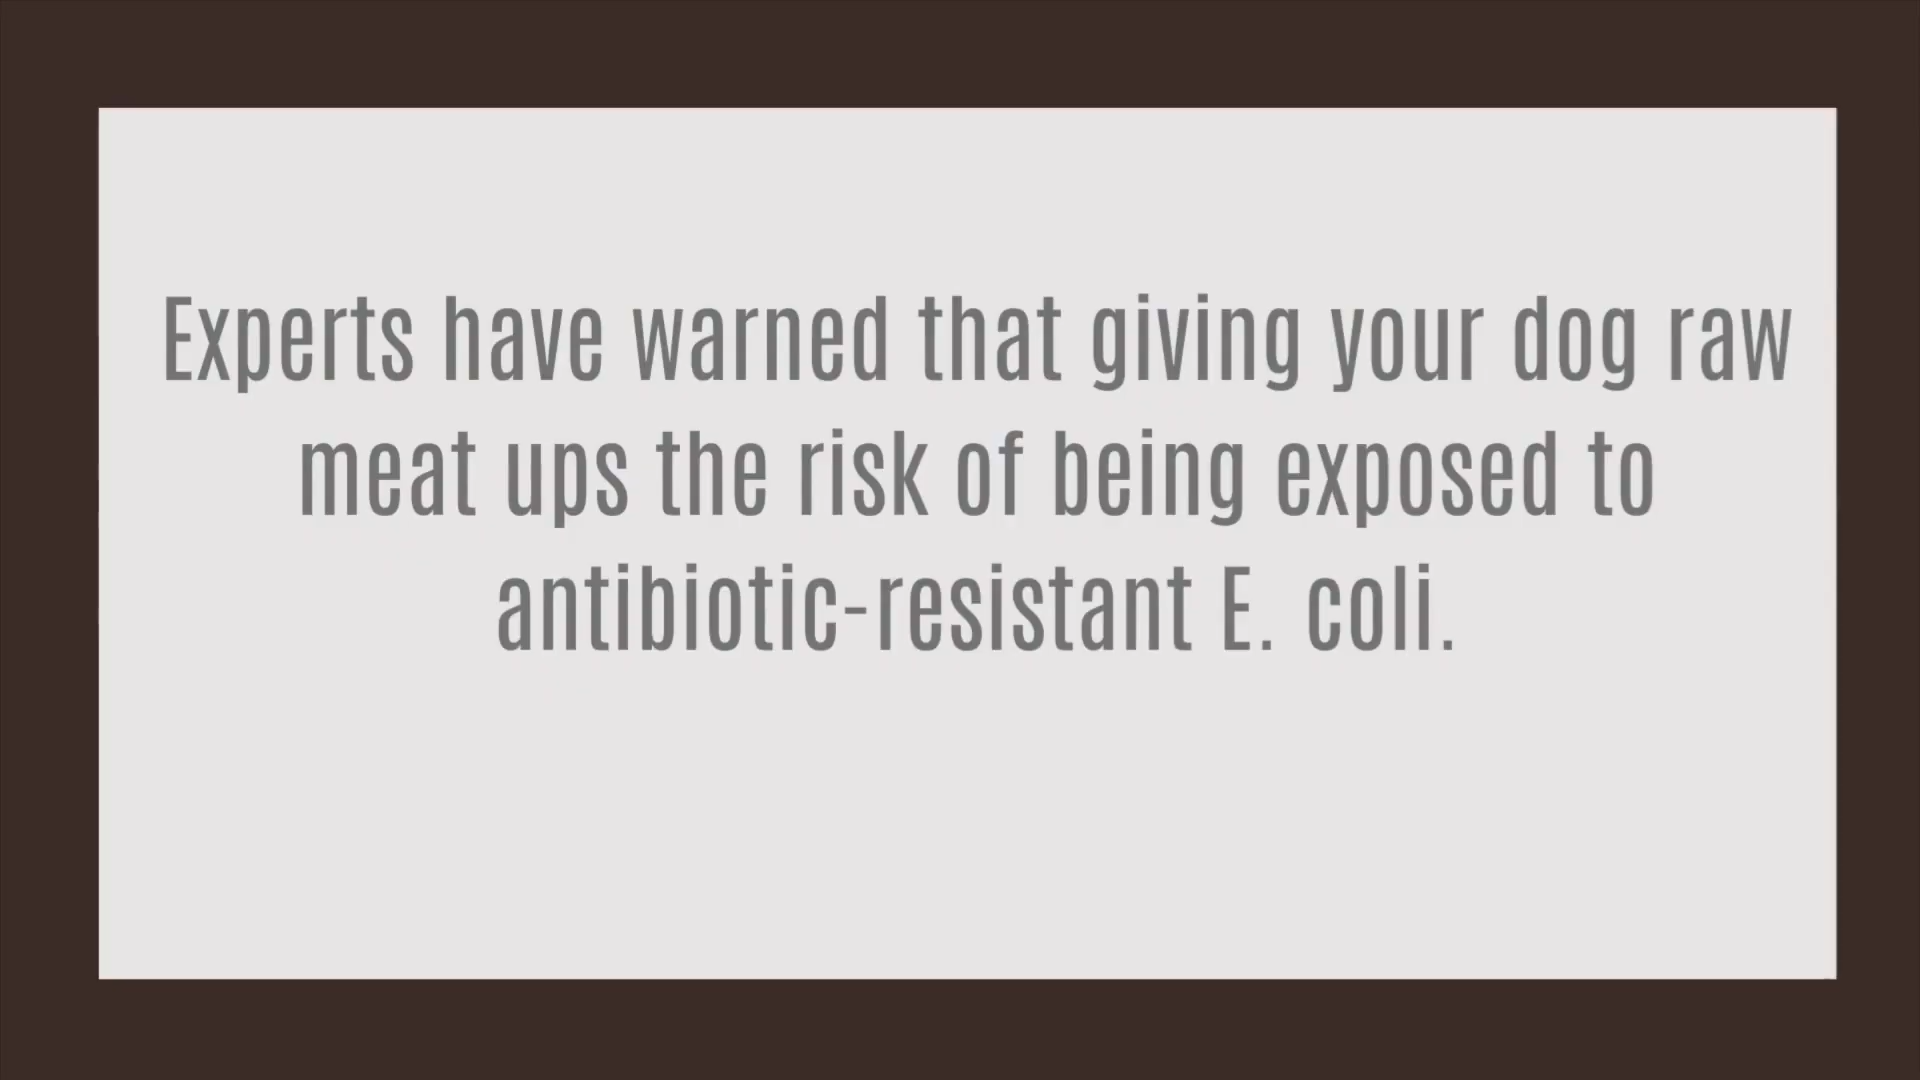 Experts have warned that giving your dog raw
meat ups the risk of being exposed to
antibiotic-resistant E. coli.